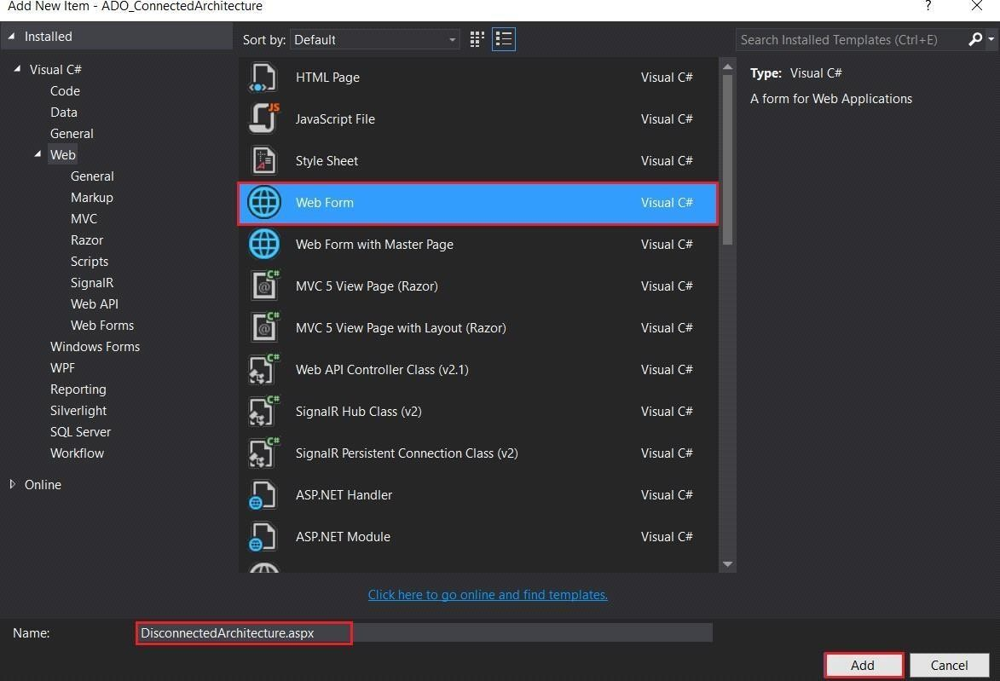 Add New Item - ADO_ConnectedArchitecture
?
Installed
Sort by: Default
Search Installed Templates (Ctrl+E)
Visual C#
Code
Data
General
Web
General
Markup
MVC
Razor
Scripts
SignalR
Web API
Web Forms
Windows Forms
WPF
Reporting
Silverlight
SQL Server
Workflow
Online
HTML Page Visual C#
JS
JavaScript File Visual C#
Style Sheet Visual C#
Web Form Visual C#
Web Form with Master Page Visual C#
C#
MVC 5 View Page (Razor) Visual C#
C#
MVC 5 View Page with Layout (Razor) Visual C#
C#
Web API Controller Class (v2.1) Visual C#
C#
SignalR Hub Class (v2) Visual C#
C#
SignalR Persistent Connection Class (v2) Visual C#
ASP.NET Handler Visual C#
ASP.NET Module Visual C#
Type: Visual C#
A form for Web Applications
Click here to go online and find templates.
Name: DisconnectedArchitecture.aspx
Add Cancel